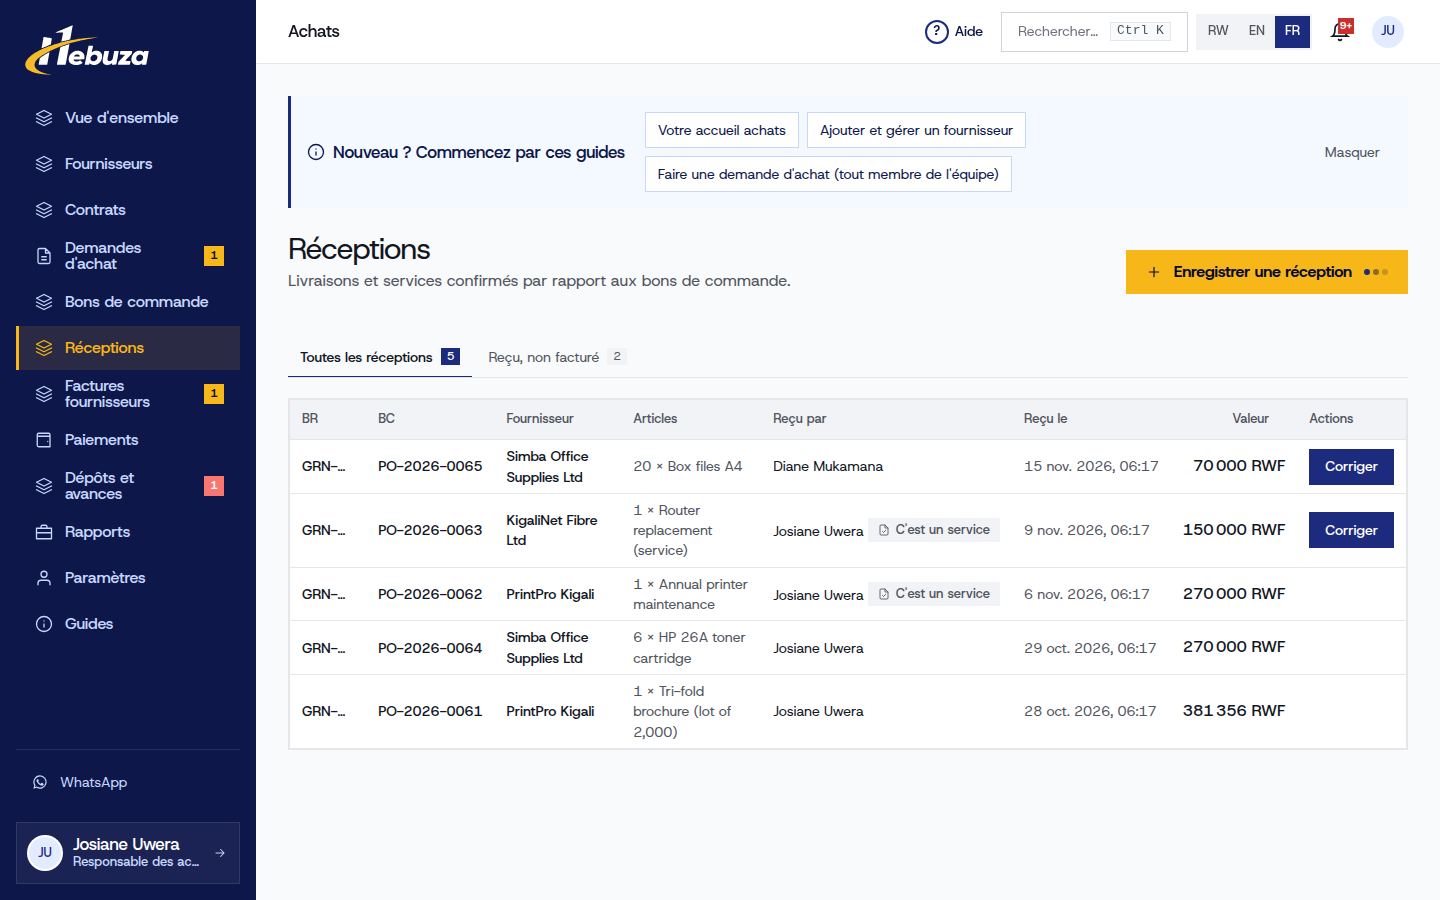 Hebuza
Achats
? Aide
Rechercher... Ctrl K
RW EN FR
9+
JU
Vue d'ensemble
Fournisseurs
Contrats
Demandes
d'achat
1
Bons de commande
Réceptions
Factures
fournisseurs
1
Paiements
Dépôts et
avances
1
Rapports
Paramètres
Guides
WhatsApp
JU
Josiane Uwera
Responsable des ac...
Nouveau ? Commencez par ces guides
Votre accueil achats
Ajouter et gérer un fournisseur
Faire une demande d'achat (tout membre de l'équipe)
Masquer
Réceptions
Livraisons et services confirmés par rapport aux bons de commande.
+ Enregistrer une réception
Toutes les réceptions 5
Reçu, non facturé 2
BR BC Fournisseur Articles Reçu par Reçu le Valeur Actions
GRN-... PO-2026-0065 Simba Office
Supplies Ltd
20 × Box files A4 Diane Mukamana 15 nov. 2026, 06:17 70 000 RWF Corriger
GRN-... PO-2026-0063 KigaliNet Fibre
Ltd
1 × Router
replacement
(service)
Josiane Uwera C'est un service 9 nov. 2026, 06:17 150 000 RWF Corriger
GRN-... PO-2026-0062 PrintPro Kigali 1 × Annual printer
maintenance
Josiane Uwera C'est un service 6 nov. 2026, 06:17 270 000 RWF
GRN-... PO-2026-0064 Simba Office
Supplies Ltd
6 × HP 26A toner
cartridge
Josiane Uwera 29 oct. 2026, 06:17 270 000 RWF
GRN-... PO-2026-0061 PrintPro Kigali 1 × Tri-fold
brochure (lot of
2,000)
Josiane Uwera 28 oct. 2026, 06:17 381 356 RWF